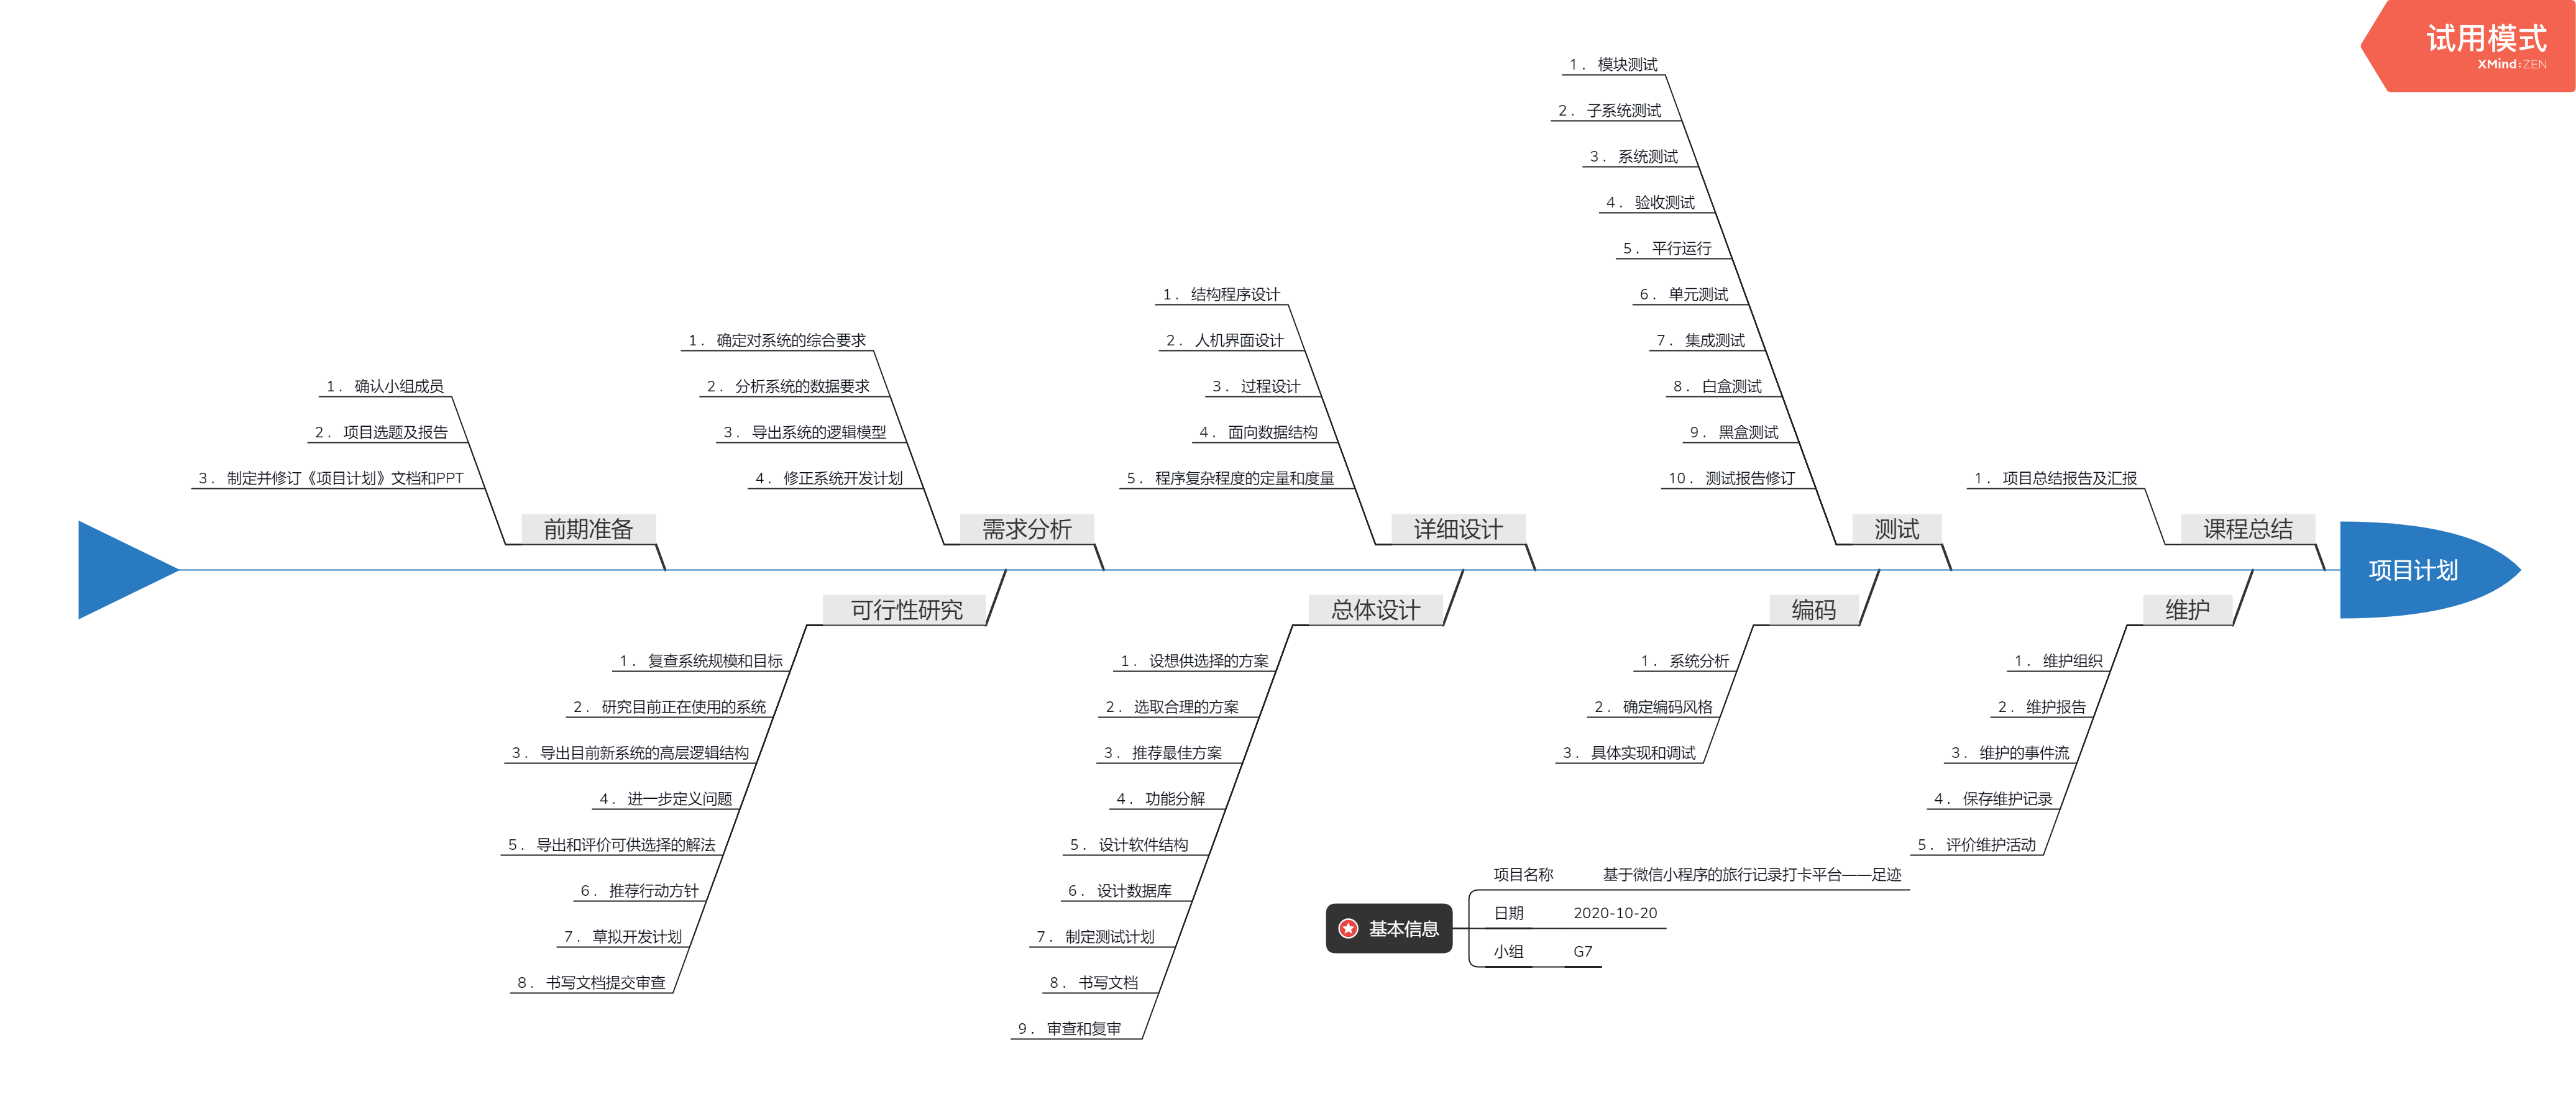 试用模式
XMind:ZEN
1. 确认小组成员
2. 项目选题及报告
3. 制定并修订《项目计划》文档和PPT
前期准备
1. 确定对系统的综合要求
2. 分析系统的数据要求
3. 导出系统的逻辑模型
4. 修正系统开发计划
需求分析
1. 结构程序设计
2. 人机界面设计
3. 过程设计
4. 面向数据结构
5. 程序复杂程度的定量和度量
详细设计
1. 模块测试
2. 子系统测试
3. 系统测试
4. 验收测试
5. 平行运行
6. 单元测试
7. 集成测试
8. 白盒测试
9. 黑盒测试
10. 测试报告修订
测试
1. 项目总结报告及汇报
课程总结
项目计划
可行性研究
1. 复查系统规模和目标
2. 研究目前正在使用的系统
3. 导出目前新系统的高层逻辑结构
4. 进一步定义问题
5. 导出和评价可供选择的解法
6. 推荐行动方针
7. 草拟开发计划
8. 书写文档提交审查
总体设计
1. 设想供选择的方案
2. 选取合理的方案
3. 推荐最佳方案
4. 功能分解
5. 设计软件结构
6. 设计数据库
7. 制定测试计划
8. 书写文档
9. 审查和复审
编码
1. 系统分析
2. 确定编码风格
3. 具体实现和调试
维护
1. 维护组织
2. 维护报告
3. 维护的事件流
4. 保存维护记录
5. 评价维护活动
基本信息
项目名称 基于微信小程序的旅行记录打卡平台——足迹
日期 2020-10-20
小组 G7